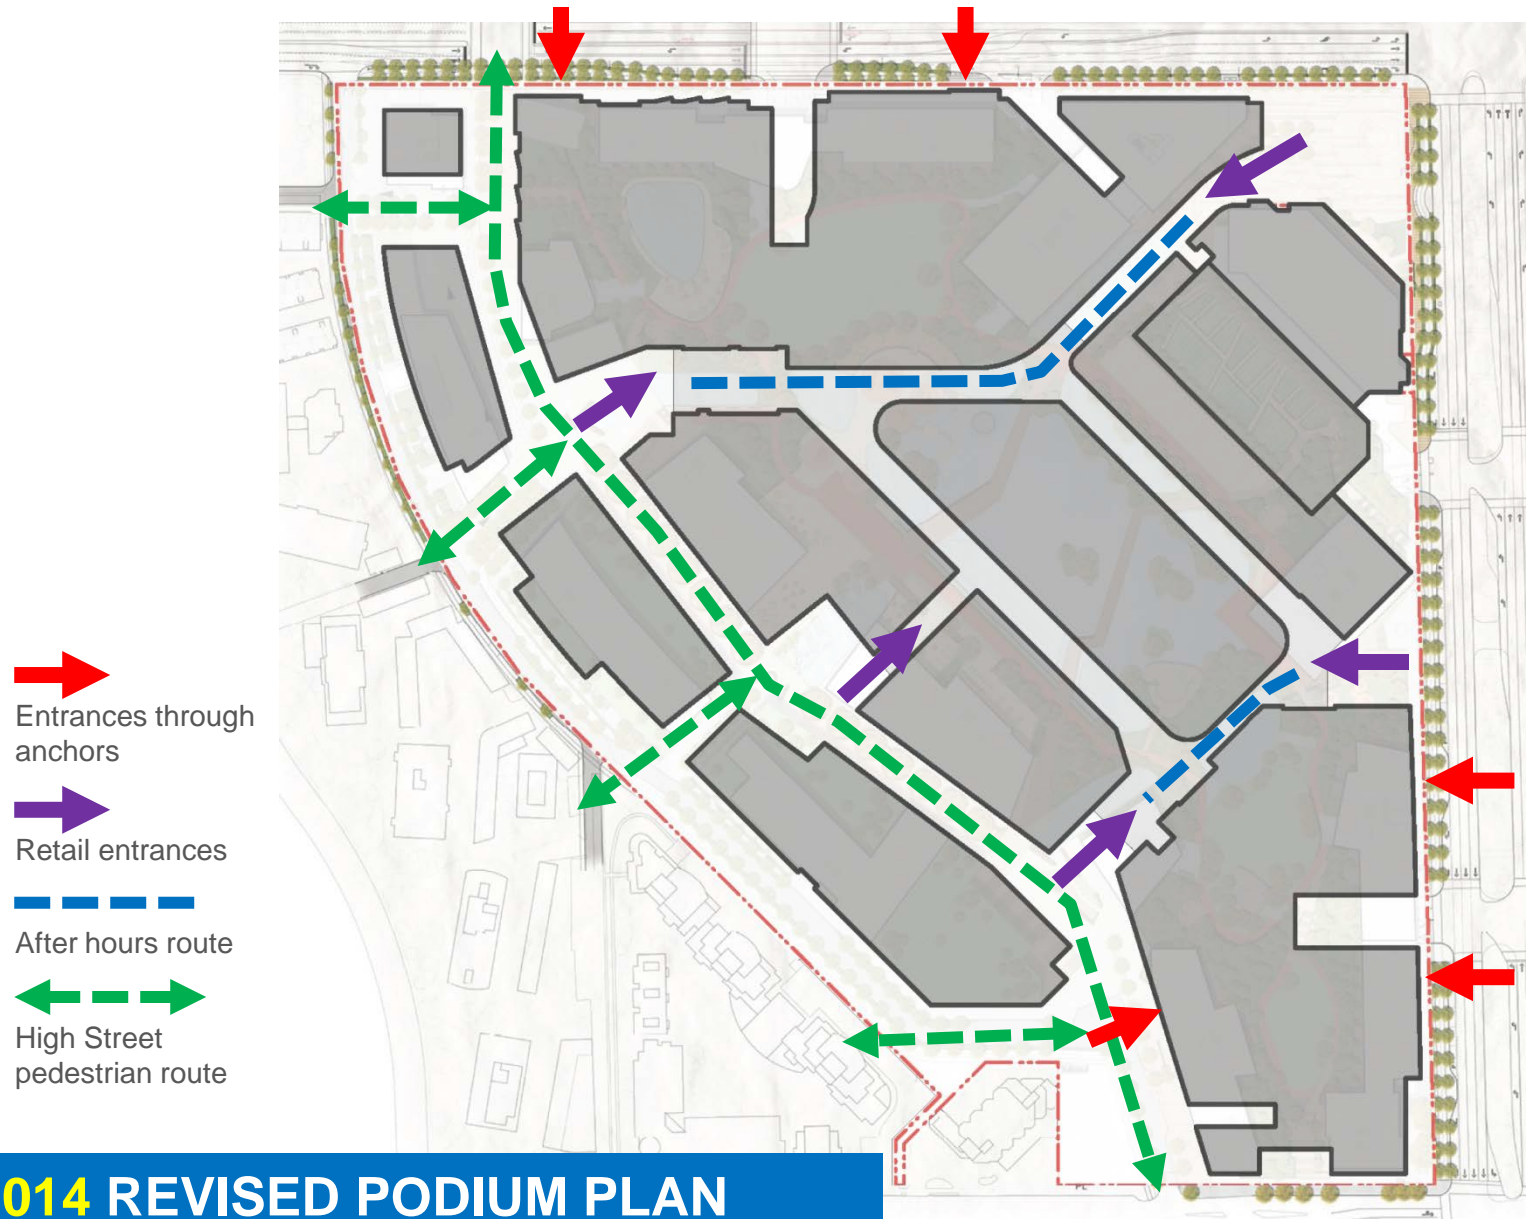 Entrances through
anchors
Retail entrances
After hours route
High Street
pedestrian route
014 REVISED PODIUM PLAN